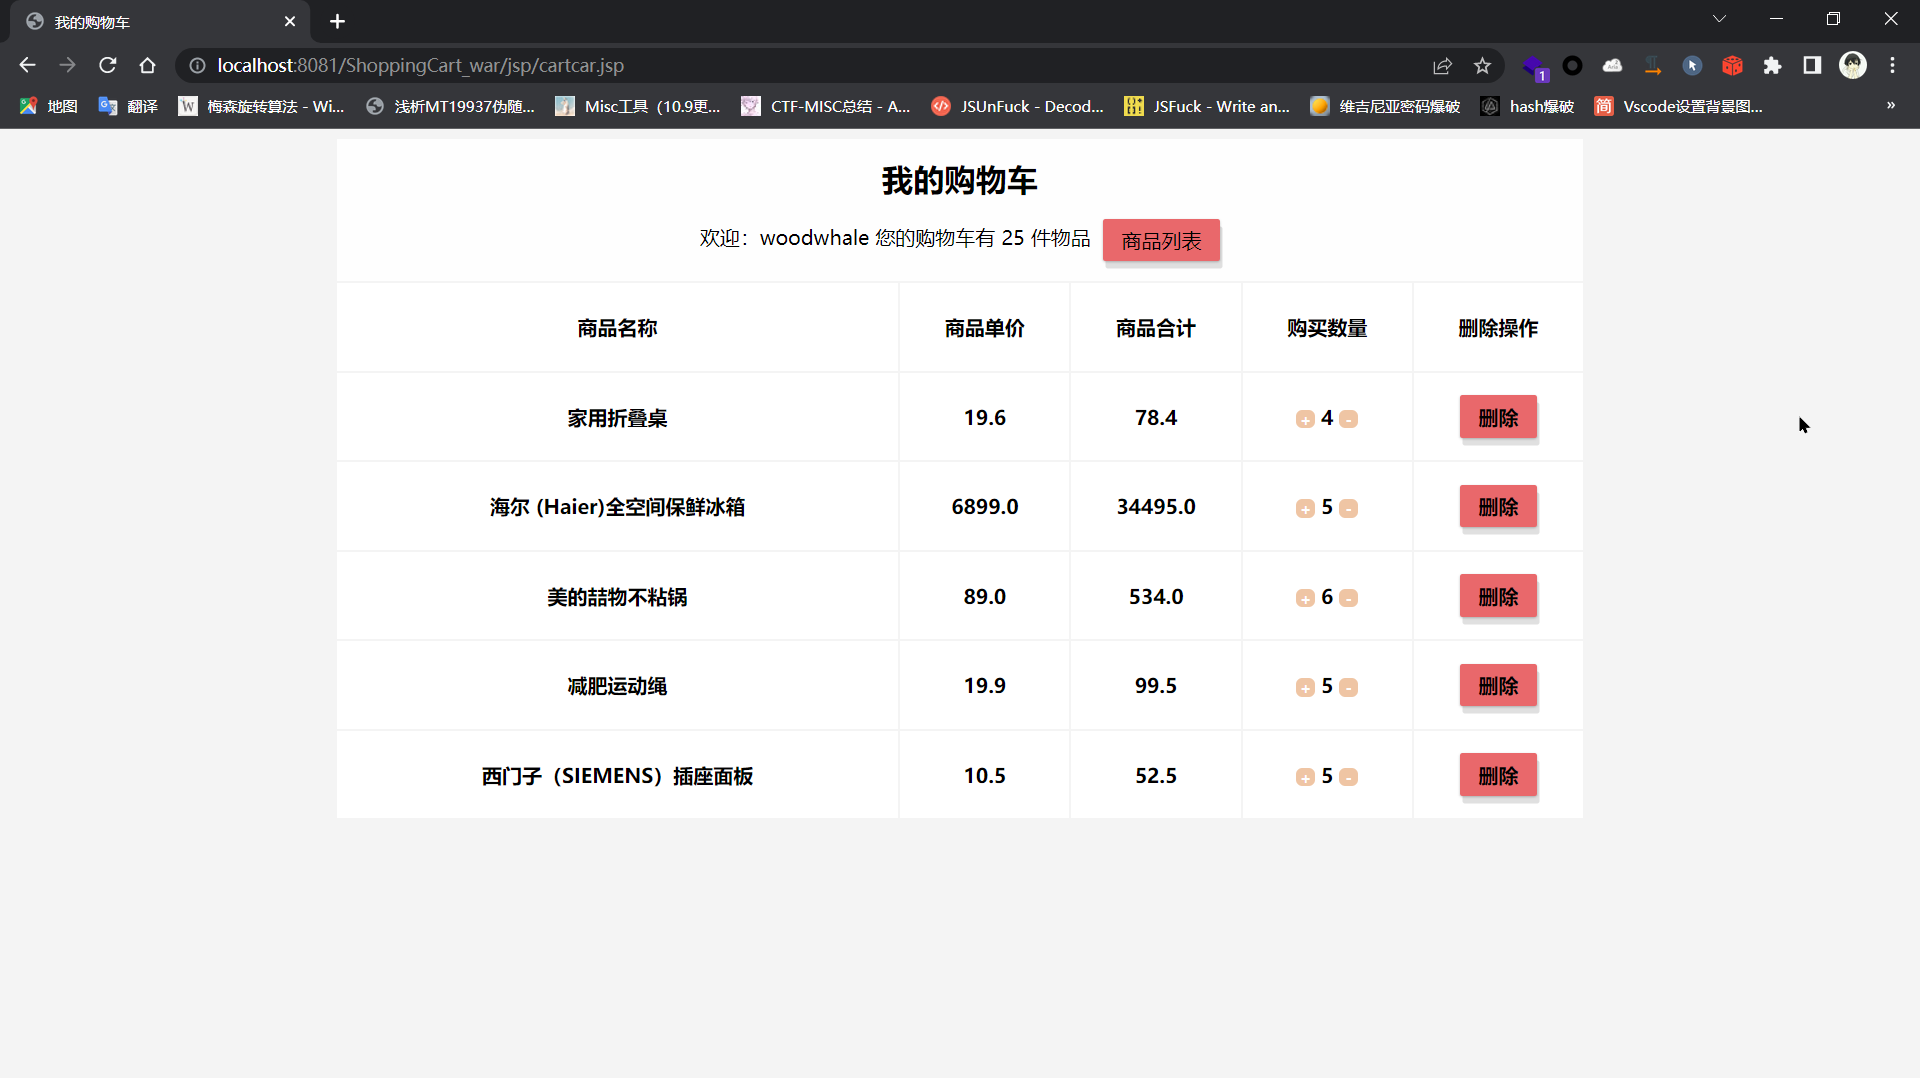 我的购物车
localhost:8081/ShoppingCart_war/jsp/cartcar.jsp
1
地图 翻译 W 梅森旋转算法 - Wi... 浅析MT19937伪随... Misc工具（10.9更... CTF-MISC总结 - A... JSUnFuck - Decod... JSFuck - Write an... 维吉尼亚密码爆破 hash爆破 简 Vscode设置背景图... »
我的购物车
欢迎：woodwhale 您的购物车有 25 件物品 商品列表
商品名称 商品单价 商品合计 购买数量 删除操作
家用折叠桌 19.6 78.4 + 4 - 删除
海尔 (Haier)全空间保鲜冰箱 6899.0 34495.0 + 5 - 删除
美的喆物不粘锅 89.0 534.0 + 6 - 删除
减肥运动绳 19.9 99.5 + 5 - 删除
西门子（SIEMENS）插座面板 10.5 52.5 + 5 - 删除